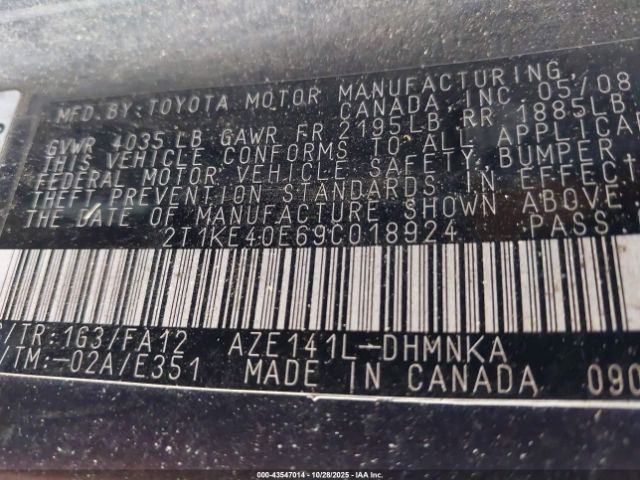 MFD. BY: TOYOTA MOTOR MANUFACTURING,
CANADA, INC. 05/08
GVWR 4035 LB GAWR FR 2195LB RR 1885LB
THIS VEHICLE CONFORMS TO ALL
FEDERAL MOTOR VEHICLE SAFETY, BUMPER,
THEFT PREVENTION STANDARDS IN EFFECT
THE DATE OF MANUFACTURE SHOWN ABOVE.
2T1KE40E69C018924 PASS
/TR:1G3/FA12 AZE141L-DHMNKA
/TM:-02A/E351 MADE IN CANADA 090
000-43547014 | 10/28/2025 - IAA Inc.